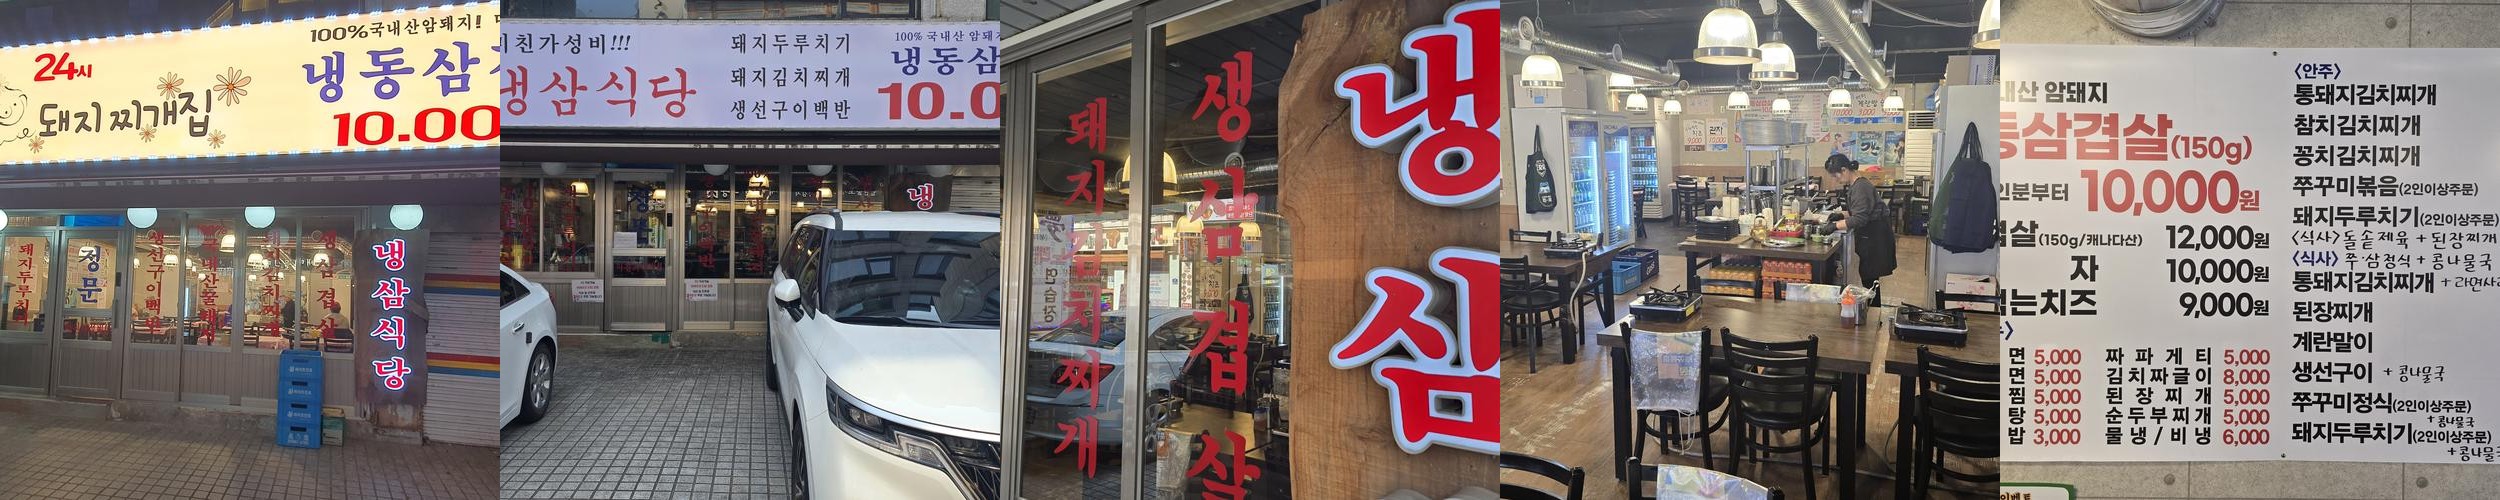 100%국내산암돼지!
24시
냉동삼
돼지찌개집
10.00
돼지두루치기
정문
생선구이백반
생삼겹살
냉삼식당
미친가성비!!!
생삼식당
돼지두루치기
돼지김치찌개
생선구이백반
100% 국내산 암돼지
냉동삼
10.0
냉
돼지김치찌개
생삼겹살
냉
삼
내산 암돼지
동삼겹살(150g)
인분부터 10,000원
겹살(150g/캐나다산) 12,000원
자 10,000원
는치즈 9,000원
면 5,000 짜파게티 5,000
면 5,000 김치짜글이 8,000
찜 5,000 된장찌개 5,000
탕 5,000 순두부찌개 5,000
밥 3,000 물냉/비냉 6,000
<안주>
통돼지김치찌개
참치김치찌개
꽁치김치찌개
쭈꾸미볶음(2인이상주문)
돼지두루치기(2인이상주문)
<식사>돌솥제육+된장찌개
<식사>쭈·삼정식+콩나물국
통돼지김치찌개 +라면사리
된장찌개
계란말이
생선구이 +콩나물국
쭈꾸미정식(2인이상주문)
+콩나물국
돼지두루치기(2인이상주문)
+콩나물국